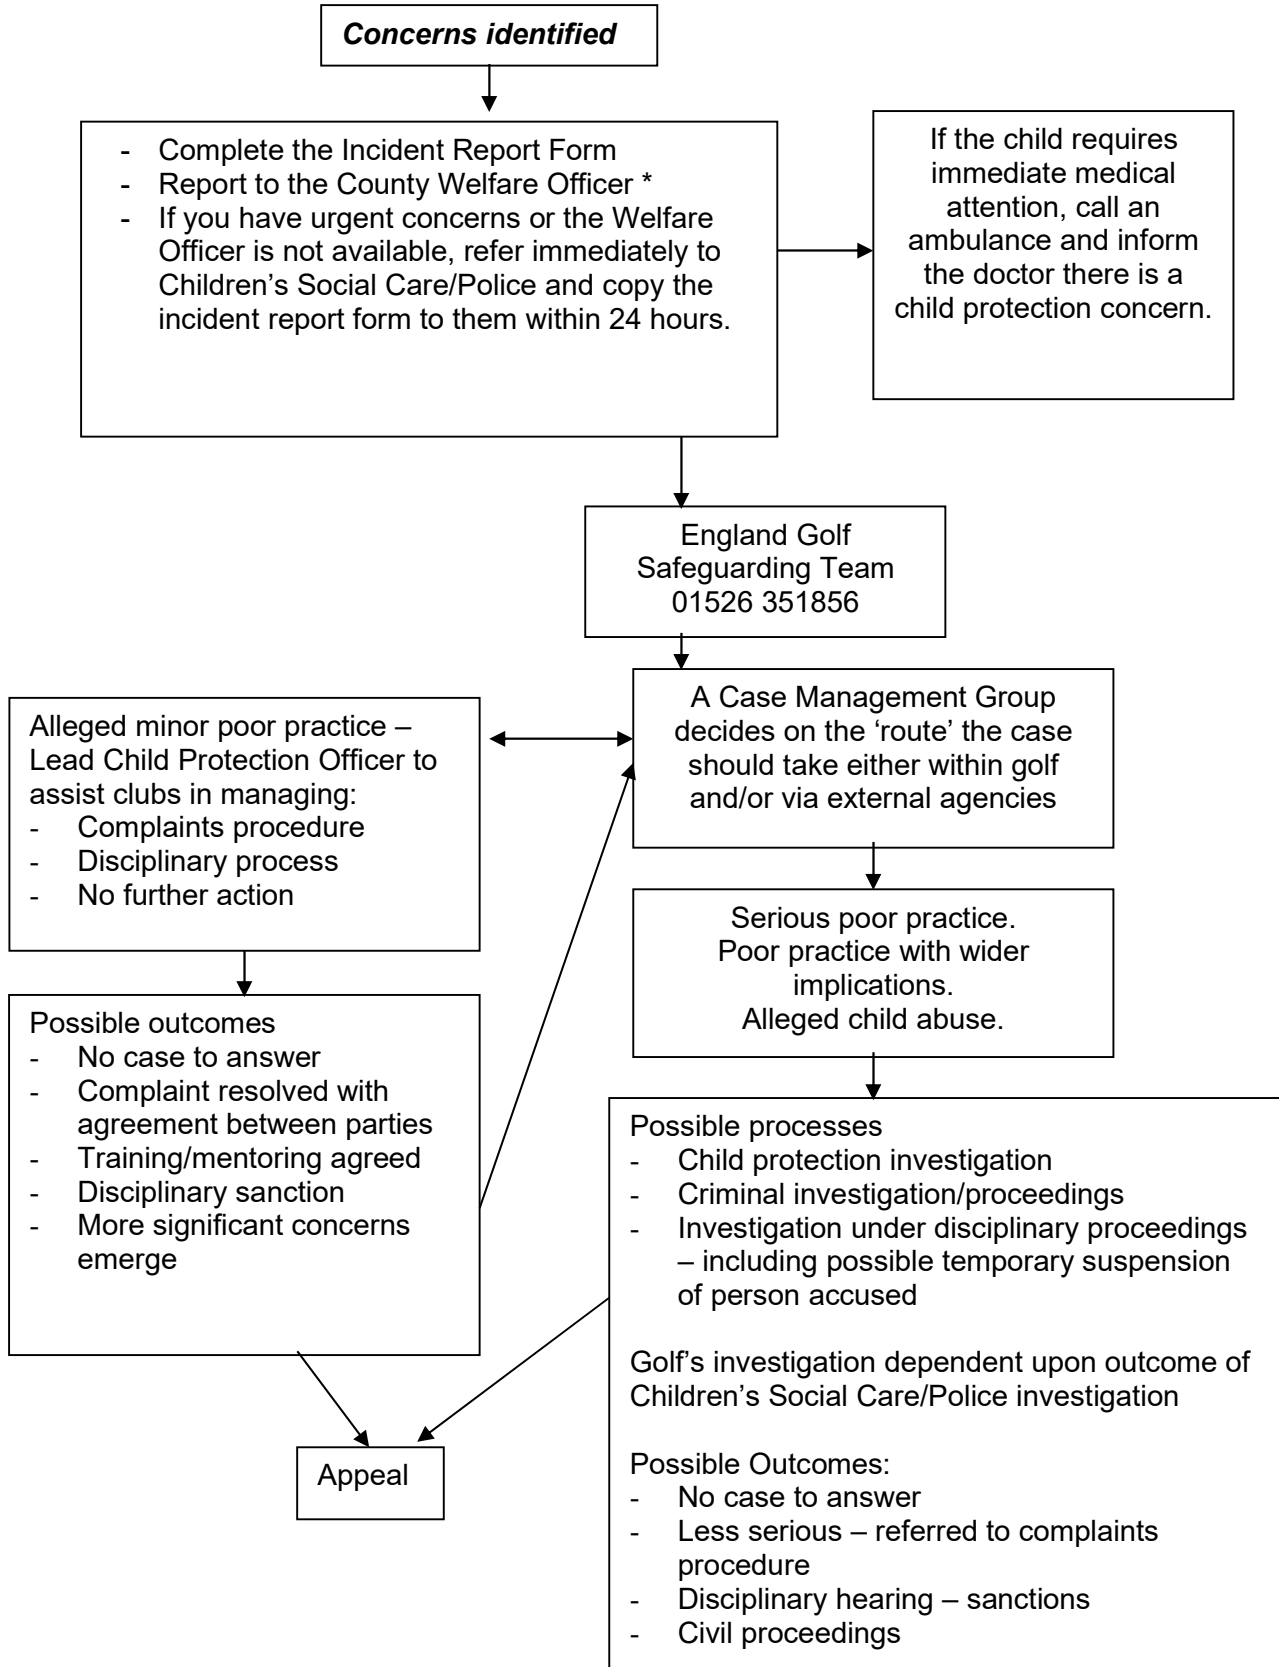 Concerns identified
- Complete the Incident Report Form
- Report to the County Welfare Officer *
- If you have urgent concerns or the Welfare
Officer is not available, refer immediately to
Children’s Social Care/Police and copy the
incident report form to them within 24 hours.
If the child requires
immediate medical
attention, call an
ambulance and inform
the doctor there is a
child protection concern.
England Golf
Safeguarding Team
01526 351856
A Case Management Group
decides on the ‘route’ the case
should take either within golf
and/or via external agencies
Alleged minor poor practice –
Lead Child Protection Officer to
assist clubs in managing:
- Complaints procedure
- Disciplinary process
- No further action
Serious poor practice.
Poor practice with wider
implications.
Alleged child abuse.
Possible outcomes
- No case to answer
- Complaint resolved with
agreement between parties
- Training/mentoring agreed
- Disciplinary sanction
- More significant concerns
emerge
Possible processes
- Child protection investigation
- Criminal investigation/proceedings
- Investigation under disciplinary proceedings
– including possible temporary suspension
of person accused
Golf’s investigation dependent upon outcome of
Children’s Social Care/Police investigation
Possible Outcomes:
- No case to answer
- Less serious – referred to complaints
procedure
- Disciplinary hearing – sanctions
- Civil proceedings
Appeal